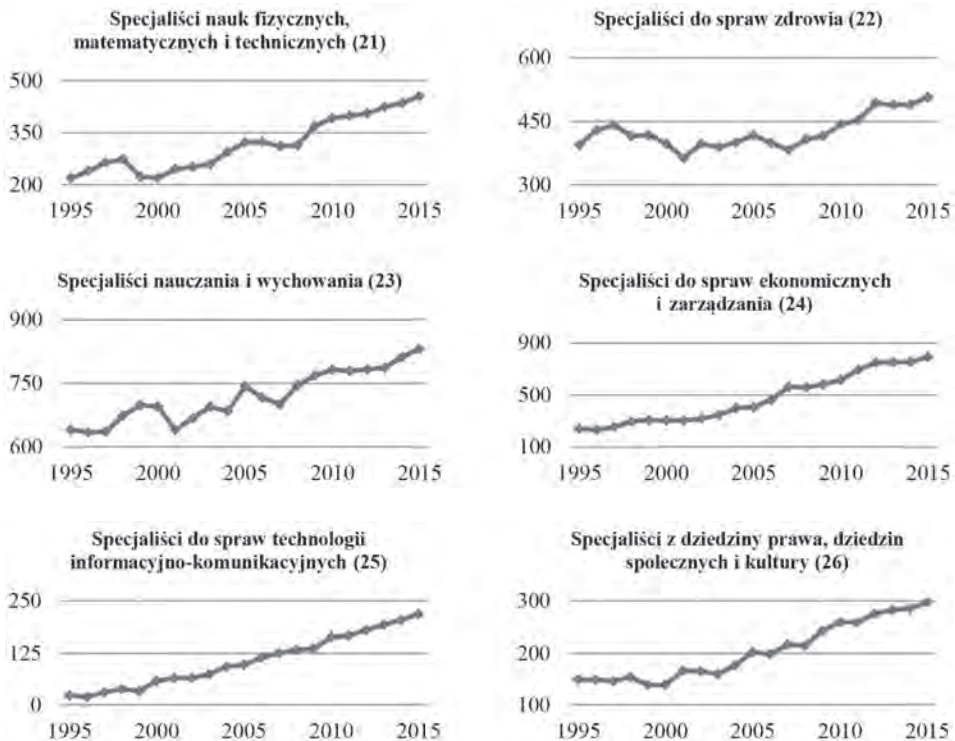 Specjaliści nauk fizycznych,
matematycznych i technicznych (21)
500
350
200
1995 2000 2005 2010 2015
Specjaliści do spraw zdrowia (22)
600
450
300
1995 2000 2005 2010 2015
Specjaliści nauczania i wychowania (23)
900
750
600
1995 2000 2005 2010 2015
Specjaliści do spraw ekonomicznych
i zarządzania (24)
900
500
100
1995 2000 2005 2010 2015
Specjaliści do spraw technologii
informacyjno-komunikacyjnych (25)
250
125
0
1995 2000 2005 2010 2015
Specjaliści z dziedziny prawa, dziedzin
społecznych i kultury (26)
300
200
100
1995 2000 2005 2010 2015